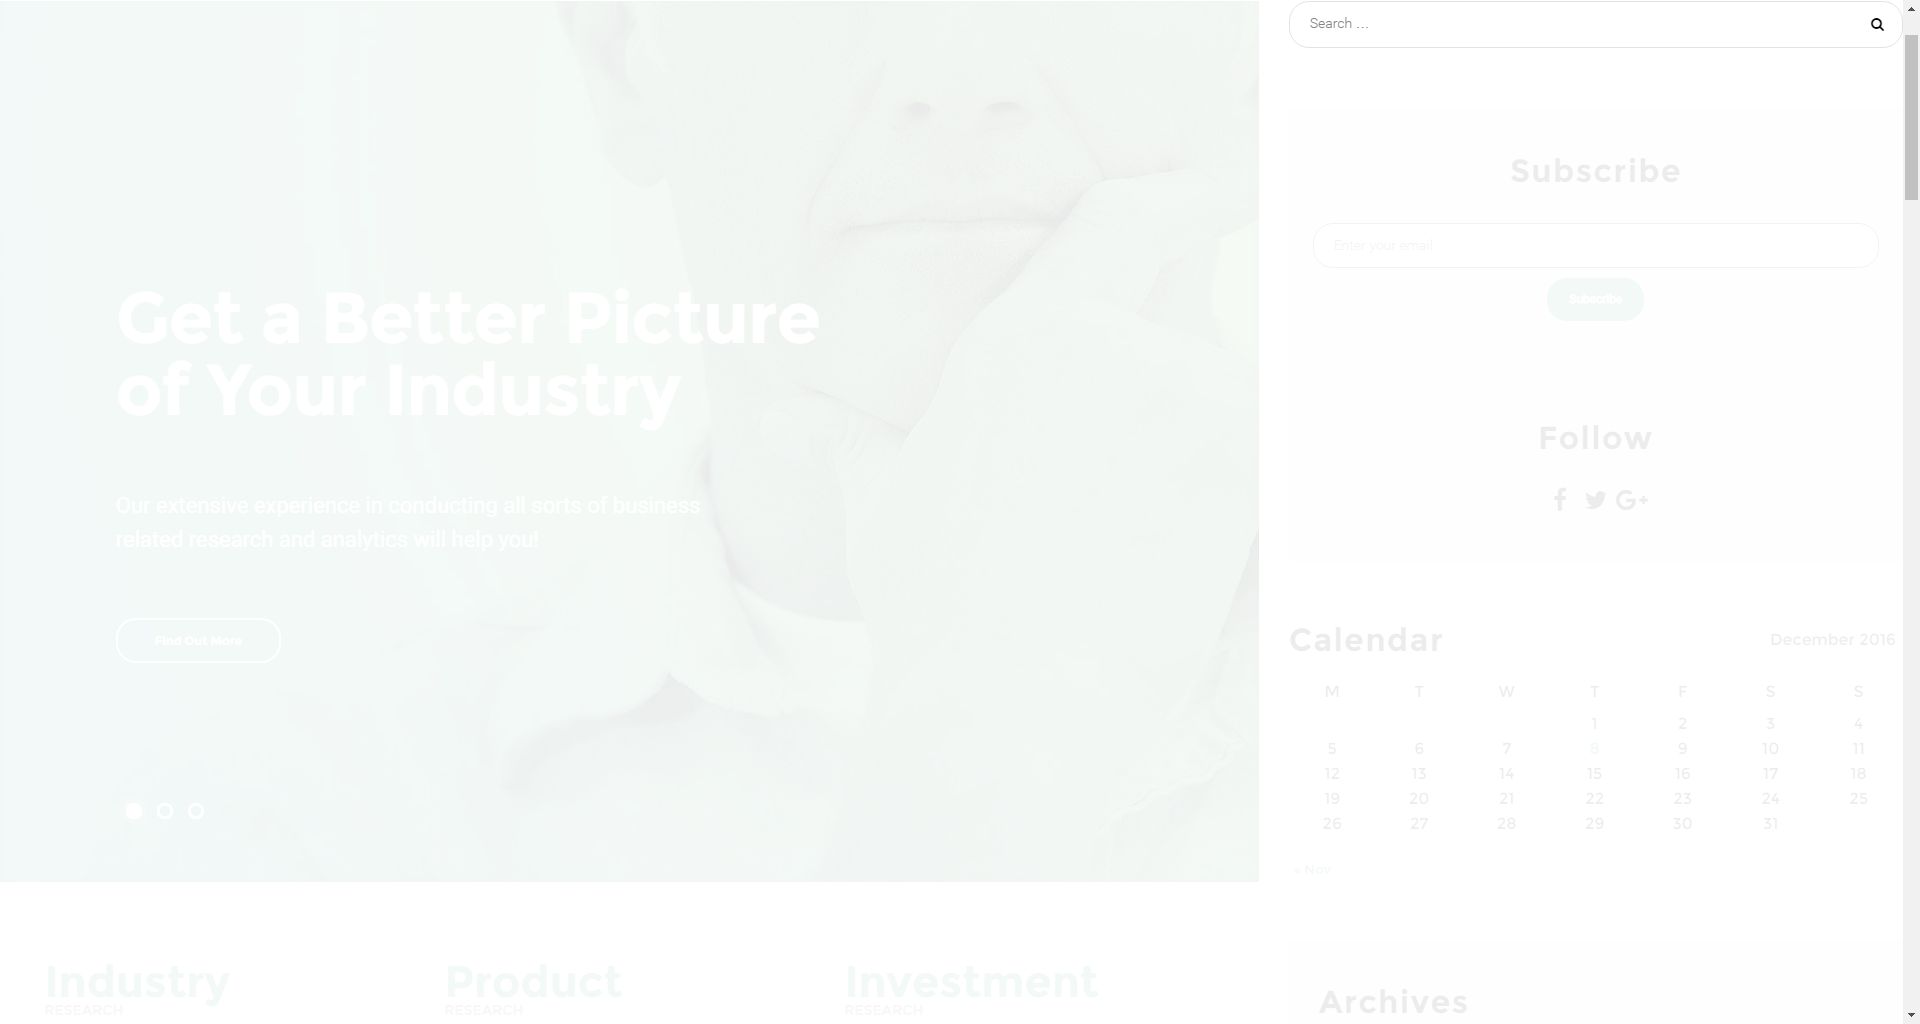 Search ...
Get a Better Picture
of Your Industry
Our extensive experience in conducting all sorts of business
related research and analytics will help you!
Find Out More
Subscribe
Enter your email
Subscribe
Follow
Calendar
December 2016
M T W T F S S
1 2 3 4
5 6 7 8 9 10 11
12 13 14 15 16 17 18
19 20 21 22 23 24 25
26 27 28 29 30 31
« Nov
Industry
RESEARCH
Product
RESEARCH
Investment
RESEARCH
Archives